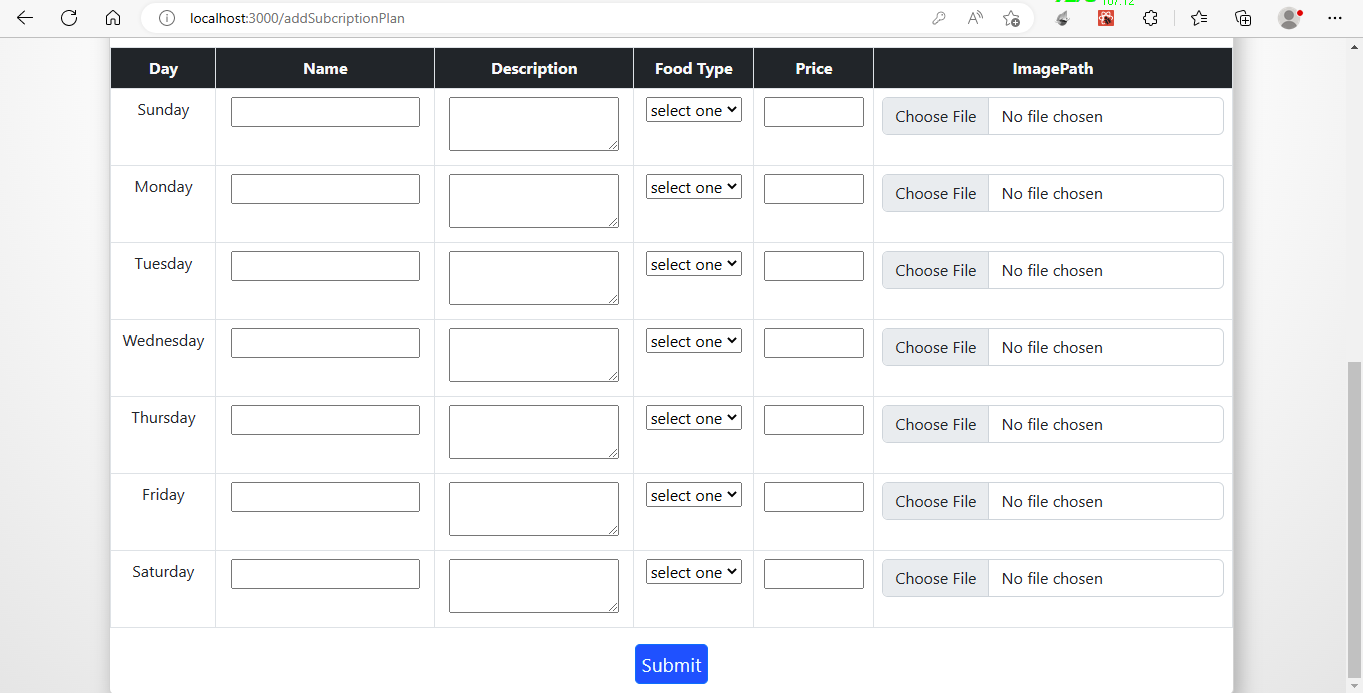 107.12
localhost:3000/addSubcriptionPlan
Day Name Description Food Type Price ImagePath
Sunday select one Choose File No file chosen
Monday select one Choose File No file chosen
Tuesday select one Choose File No file chosen
Wednesday select one Choose File No file chosen
Thursday select one Choose File No file chosen
Friday select one Choose File No file chosen
Saturday select one Choose File No file chosen
Submit